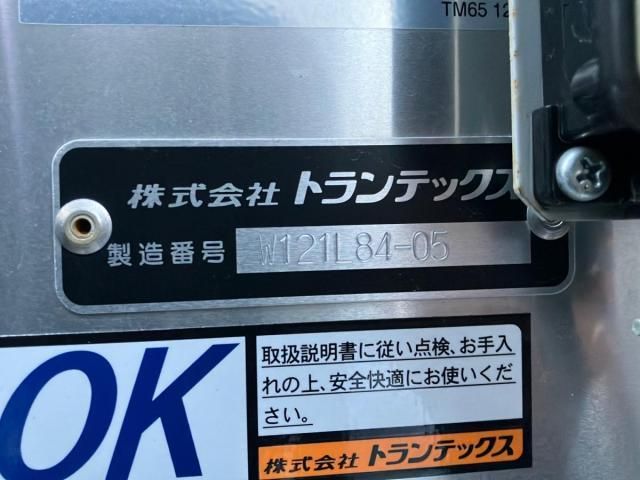 TM65 12
株式会社 トランテックス
製造番号 W121L84-05
OK
取扱説明書に従い点検、お手入
れの上、安全快適にお使いくだ
さい。
株式会社 トランテックス